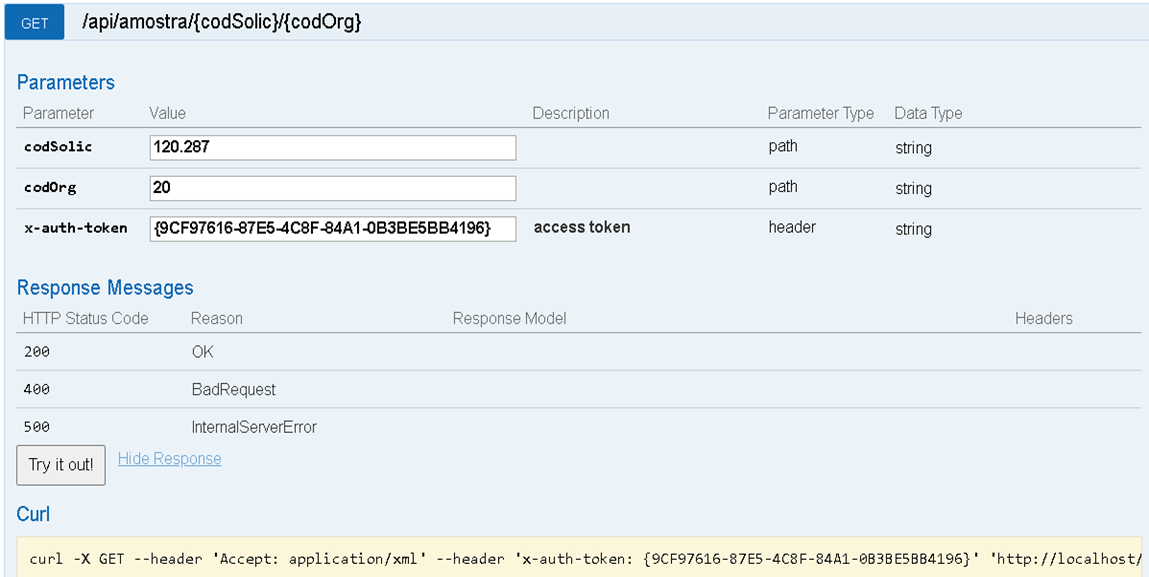 GET /api/amostra/{codSolic}/{codOrg}
Parameters
Parameter Value Description Parameter Type Data Type
codSolic 120.287 path string
codOrg 20 path string
x-auth-token {9CF97616-87E5-4C8F-84A1-0B3BE5BB4196} access token header string
Response Messages
HTTP Status Code Reason Response Model Headers
200 OK
400 BadRequest
500 InternalServerError
Try it out! Hide Response
Curl
curl -X GET --header 'Accept: application/xml' --header 'x-auth-token: {9CF97616-87E5-4C8F-84A1-0B3BE5BB4196}' 'http://localhost/